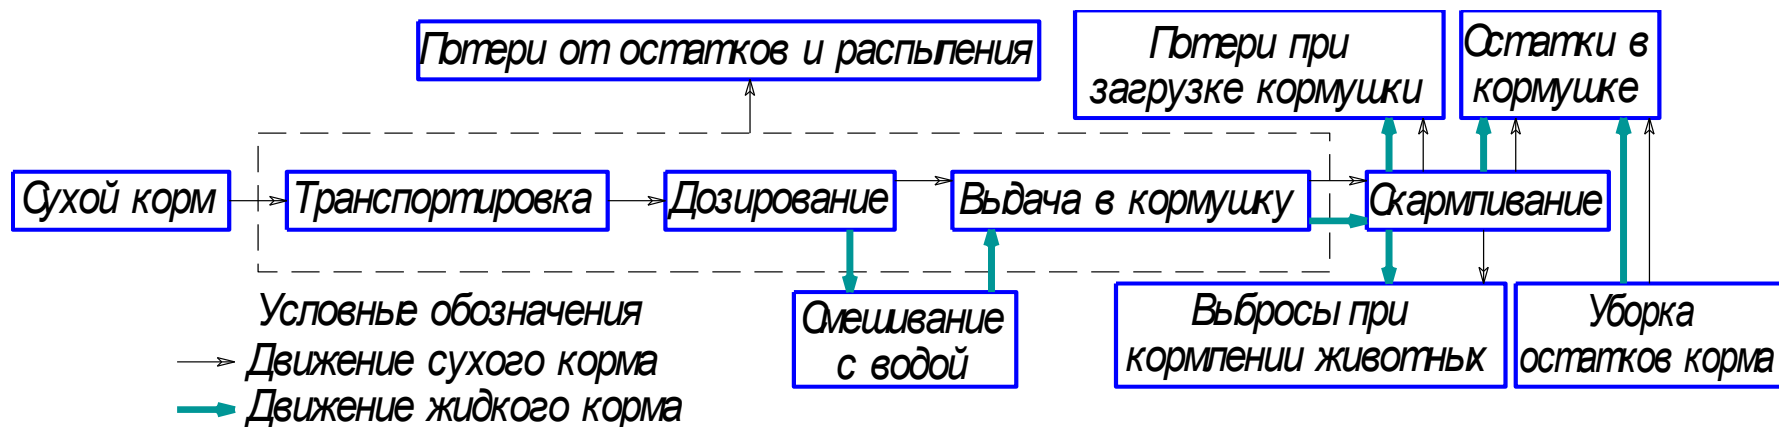 Потери от остатков и распыления
Потери при
загрузке кормушки
Остатки в
кормушке
Сухой корм
Транспортировка
Дозирование
Выдача в кормушку
Скармливание
Смешивание
с водой
Выбросы при
кормлении животных
Уборка
остатков корма
Условные обозначения
Движение сухого корма
Движение жидкого корма